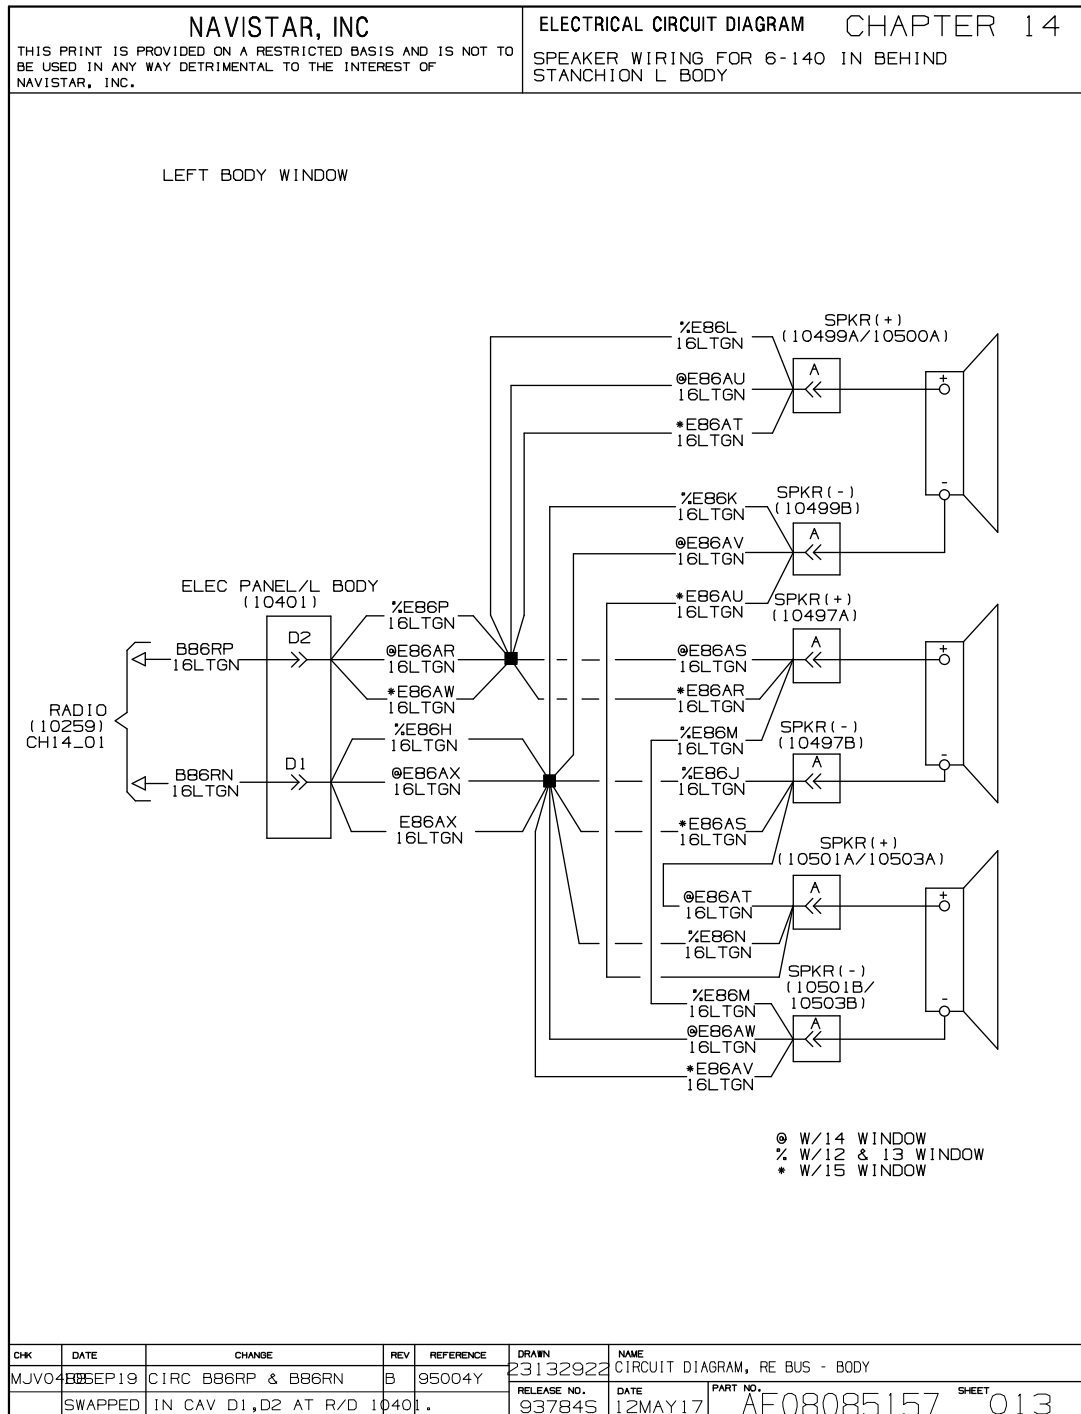 NAVISTAR, INC
THIS PRINT IS PROVIDED ON A RESTRICTED BASIS AND IS NOT TO
BE USED IN ANY WAY DETRIMENTAL TO THE INTEREST OF
NAVISTAR, INC.
ELECTRICAL CIRCUIT DIAGRAM CHAPTER 14
SPEAKER WIRING FOR 6-140 IN BEHIND
STANCHION L BODY
LEFT BODY WINDOW
%E86L
16LTGN
SPKR(+)
(10499A/10500A)
A
+
@E86AU
16LTGN
*E86AT
16LTGN
%E86K
16LTGN
SPKR(-)
(10499B)
A
-
@E86AV
16LTGN
*E86AU
16LTGN
ELEC PANEL/L BODY
(10401)
D2
D1
B86RP
16LTGN
RADIO
(10259)
CH14_01
B86RN
16LTGN
%E86P
16LTGN
@E86AR
16LTGN
*E86AW
16LTGN
%E86H
16LTGN
@E86AX
16LTGN
E86AX
16LTGN
SPKR(+)
(10497A)
A
+
@E86AS
16LTGN
*E86AR
16LTGN
%E86M
16LTGN
SPKR(-)
(10497B)
A
-
%E86J
16LTGN
*E86AS
16LTGN
SPKR(+)
(10501A/10503A)
A
+
@E86AT
16LTGN
%E86N
16LTGN
SPKR(-)
(10501B/
10503B)
A
-
%E86M
16LTGN
@E86AW
16LTGN
*E86AV
16LTGN
@ W/14 WINDOW
% W/12 & 13 WINDOW
* W/15 WINDOW
CHK DATE CHANGE REV REFERENCE
05SEP19 CIRC B86RP & B86RN B 95004Y
SWAPPED IN CAV D1,D2 AT R/D 10401.
DRAWN
23132922
NAME
CIRCUIT DIAGRAM, RE BUS - BODY
RELEASE NO.
93784S
DATE
12MAY17
PART NO.
AE08085157
SHEET
013